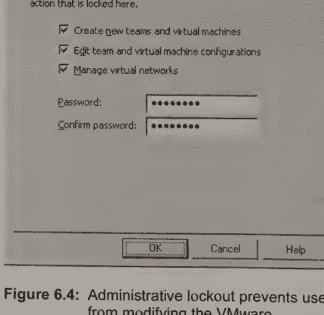 action that is locked here.
Create new teams and virtual machines
Edit team and virtual machine configurations
Manage virtual networks
Password:
Confirm password:
OK
Cancel
Help
Figure 6.4: Administrative lockout prevents use
from modifying the VMware